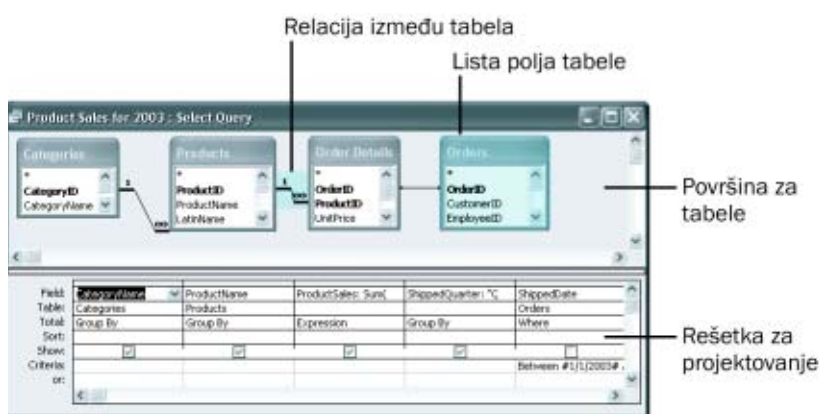 Relacija između tabela
Lista polja tabele
Product Sales for 2003 : Select Query
Categories
*
CategoryID
CategoryName
1
∞
Products
*
ProductID
ProductName
LatinName
1
∞
Order Details
*
OrderID
ProductID
UnitPrice
Orders
*
OrderID
CustomerID
EmployeeID
Površina za
tabele
Field: CategoryName ProductName ProductSales: Sum( ShippedQuarter: "Q ShippedDate
Table: Categories Products Orders
Total: Group By Group By Expression Group By Where
Sort:
Show:
Criteria: Between #1/1/2003#
or:
Rešetka za
projektovanje